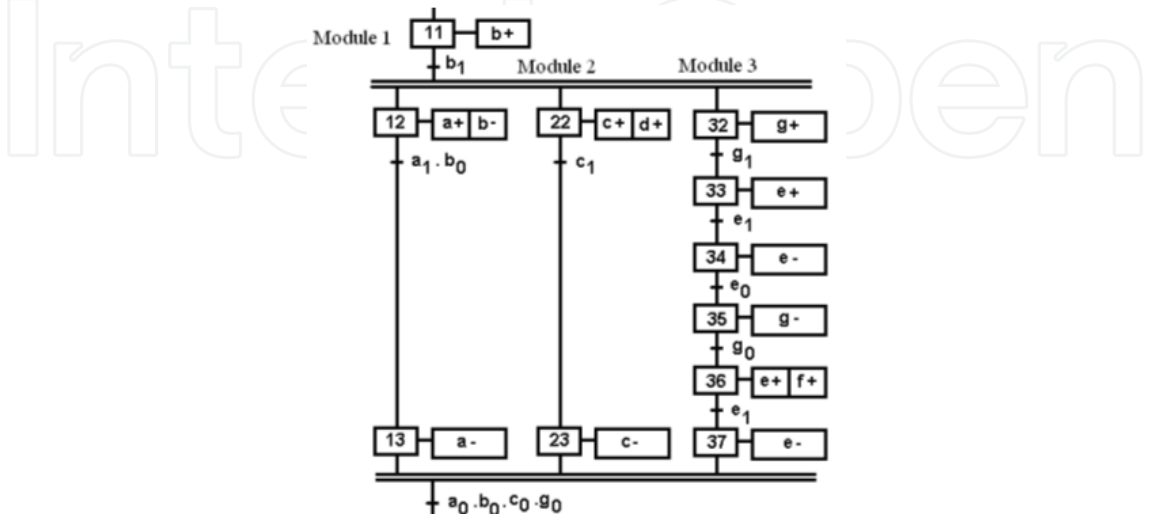 IntechOpen
11 b+
Module 1
b1
Module 2
Module 3
12 a+ b-
22 c+ d+
32 g+
a1 . b0
c1
g1
33 e+
e1
34 e-
e0
35 g-
g0
36 e+ f+
e1
13 a-
23 c-
37 e-
a0 .b0 .c0 .g0